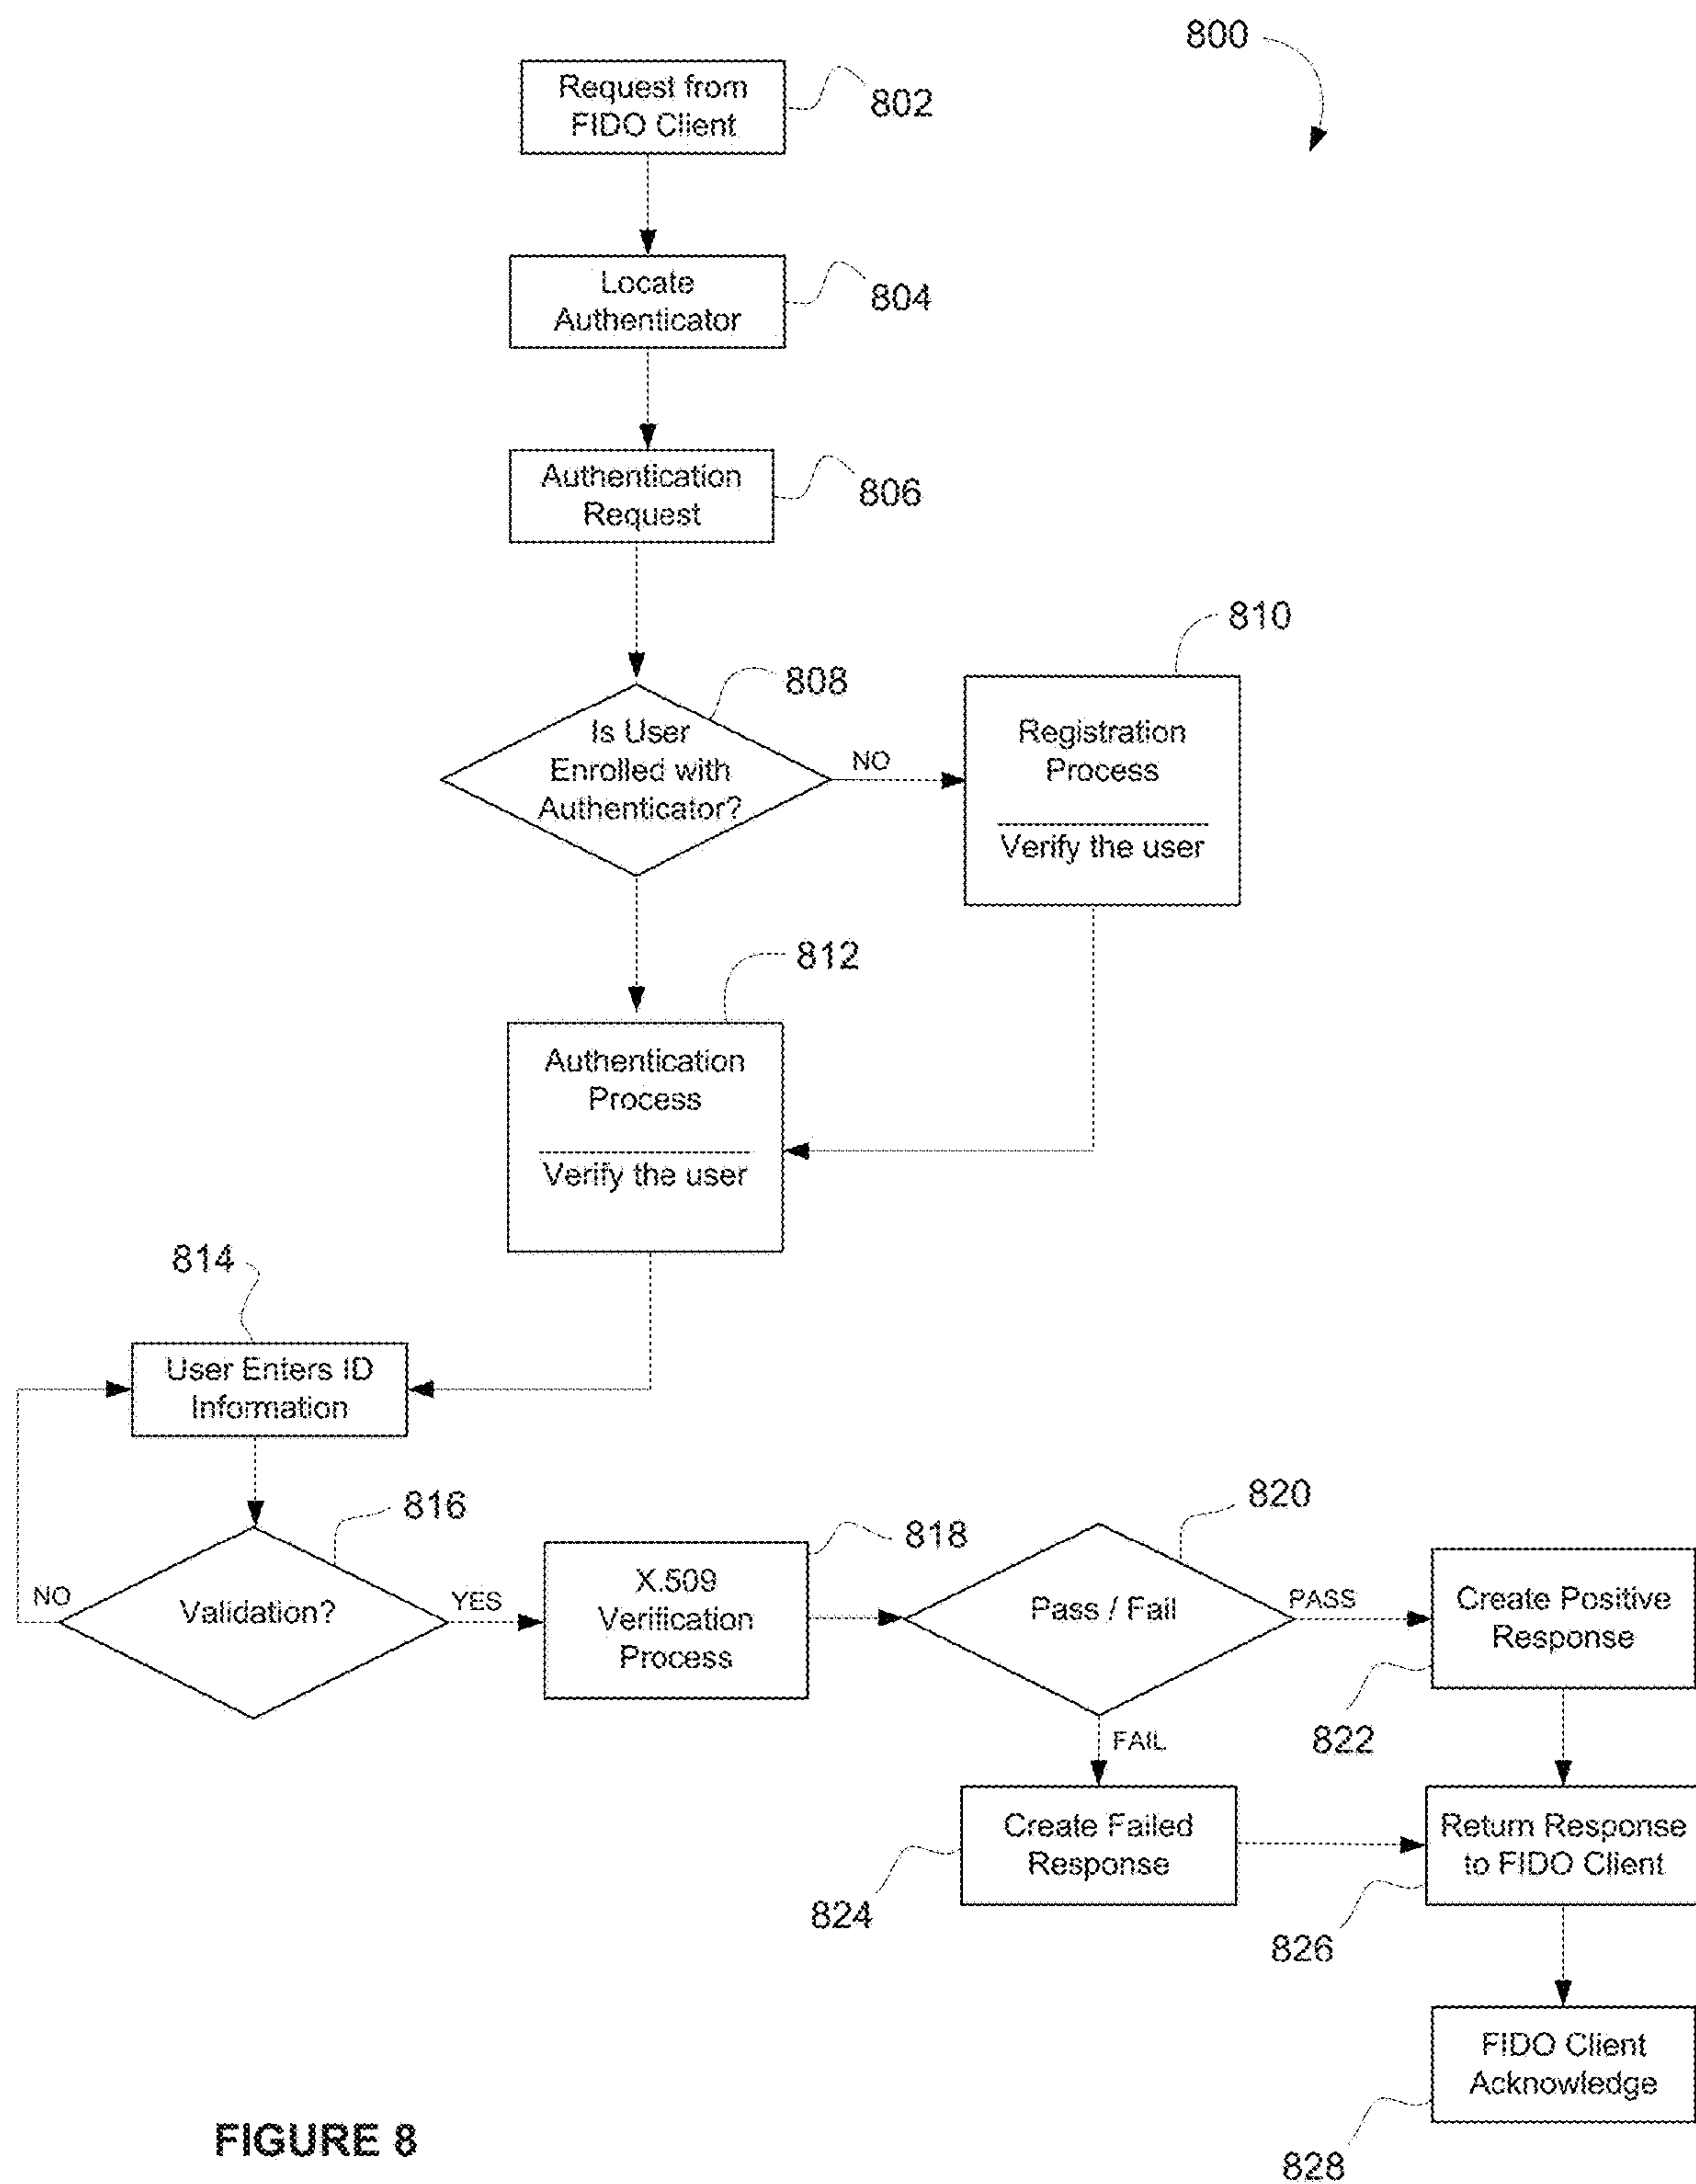 800
Request from
FIDO Client
802
Locate
Authenticator
804
Authentication
Request
806
810
808
Is User
Enrolled with
Authenticator?
NO
Registration
Process
Verify the user
812
Authentication
Process
Verify the user
814
User Enters ID
Information
816
Validation?
NO
YES
818
X.509
Verification
Process
820
Pass / Fail
PASS
FAIL
Create Positive
Response
822
Create Failed
Response
824
Return Response
to FIDO Client
826
FIDO Client
Acknowledge
828
FIGURE 8